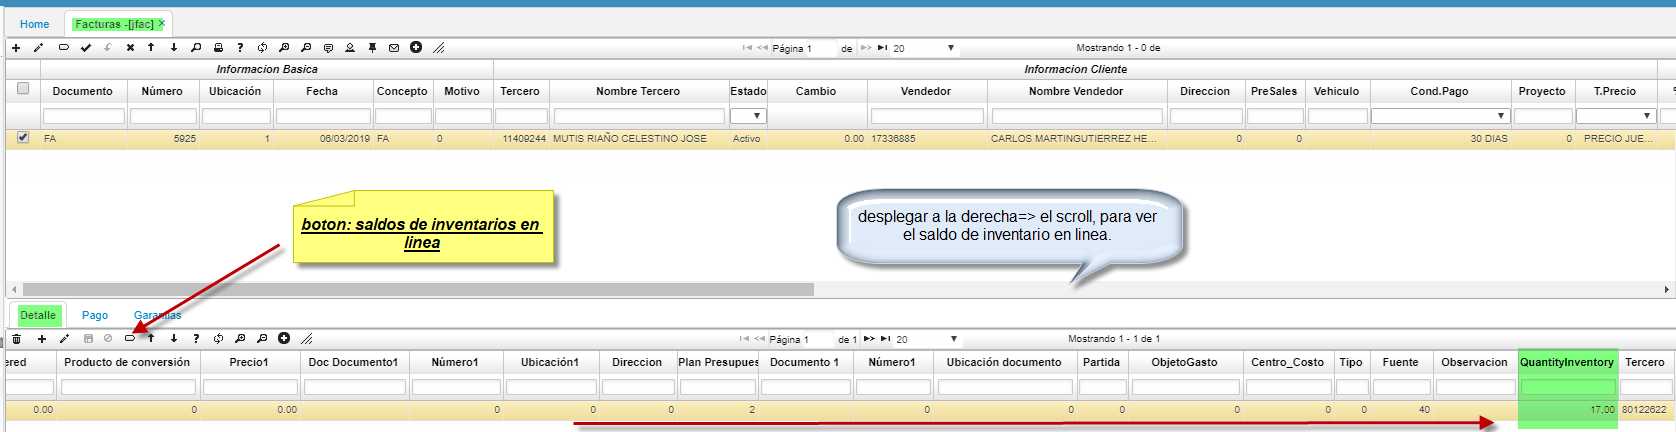 Home Facturas -[jfac] ×
Página 1 de 20 Mostrando 1 - 0 de
Informacion Basica Informacion Cliente
Documento Número Ubicación Fecha Concepto Motivo Tercero Nombre Tercero Estado Cambio Vendedor Nombre Vendedor Direccion PreSales Vehiculo Cond.Pago Proyecto T.Precio
FA 5925 1 06/03/2019 FA 0 11409244 MUTIS RIAÑO CELESTINO JOSE Activo 0.00 17336885 CARLOS MARTINGUTIERREZ HE... 0 0 30 DIAS 0 PRECIO JUE...
boton: saldos de inventarios en
linea
desplegar a la derecha=> el scroll, para ver
el saldo de inventario en linea.
Detalle Pago Garantias
Página 1 de 1 20 Mostrando 1 - 1 de 1
ered Producto de conversión Precio1 Doc Documento1 Número1 Ubicación1 Direccion Plan Presupues Documento 1 Número1 Ubicación documento Partida ObjetoGasto Centro_Costo Tipo Fuente Observacion QuantityInventory Tercero
0.00 0 0.00 0 0 0 2 0 0 0 0 0 0 40 17.00 80122622